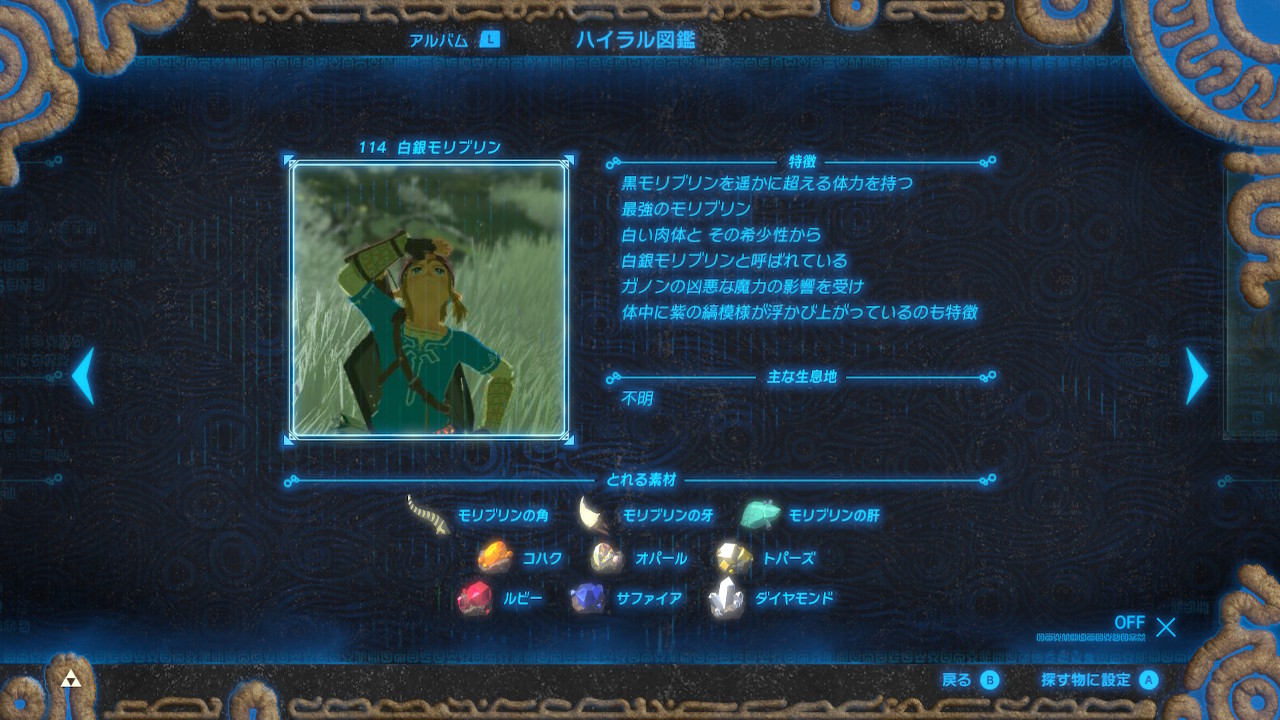 アルバム L
ハイラル図鑑
114 白銀モリブリン
特徴
黒モリブリンを遥かに超える体力を持つ
最強のモリブリン
白い肉体と その希少性から
白銀モリブリンと呼ばれている
ガノンの凶悪な魔力の影響を受け
体中に紫の縞模様が浮かび上がっているのも特徴
主な生息地
不明
とれる素材
モリブリンの角 モリブリンの牙 モリブリンの肝
コハク オパール トパーズ
ルビー サファイア ダイヤモンド
OFF
戻る B 探す物に設定 A